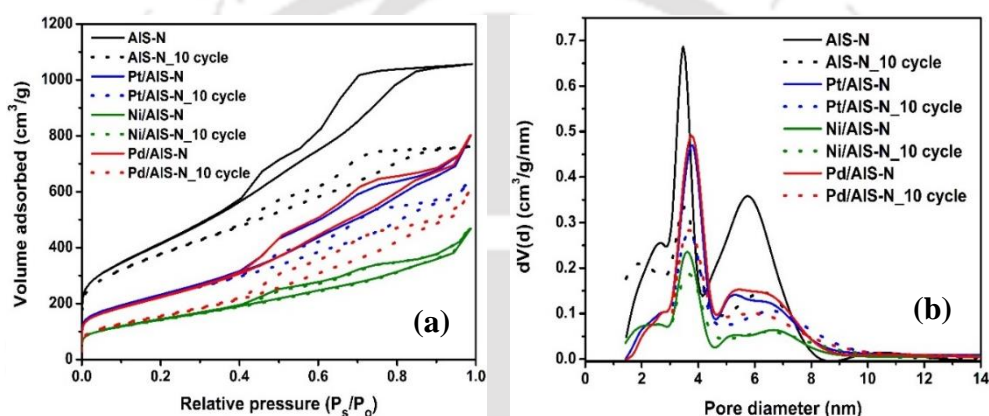 1200
1000
800
600
400
200
0
Volume adsorbed (cm³/g)
AlS-N
AlS-N_10 cycle
Pt/AlS-N
Pt/AlS-N_10 cycle
Ni/AlS-N
Ni/AlS-N_10 cycle
Pd/AlS-N
Pd/AlS-N_10 cycle
(a)
0.0 0.2 0.4 0.6 0.8 1.0
Relative pressure (Pₛ/Pₒ)
0.7
0.6
0.5
0.4
0.3
0.2
0.1
0.0
dV(d) (cm³/g/nm)
AlS-N
AlS-N_10 cycle
Pt/AlS-N
Pt/AlS-N_10 cycle
Ni/AlS-N
Ni/AlS-N_10 cycle
Pd/AlS-N
Pd/AlS-N_10 cycle
(b)
0 2 4 6 8 10 12 14
Pore diameter (nm)